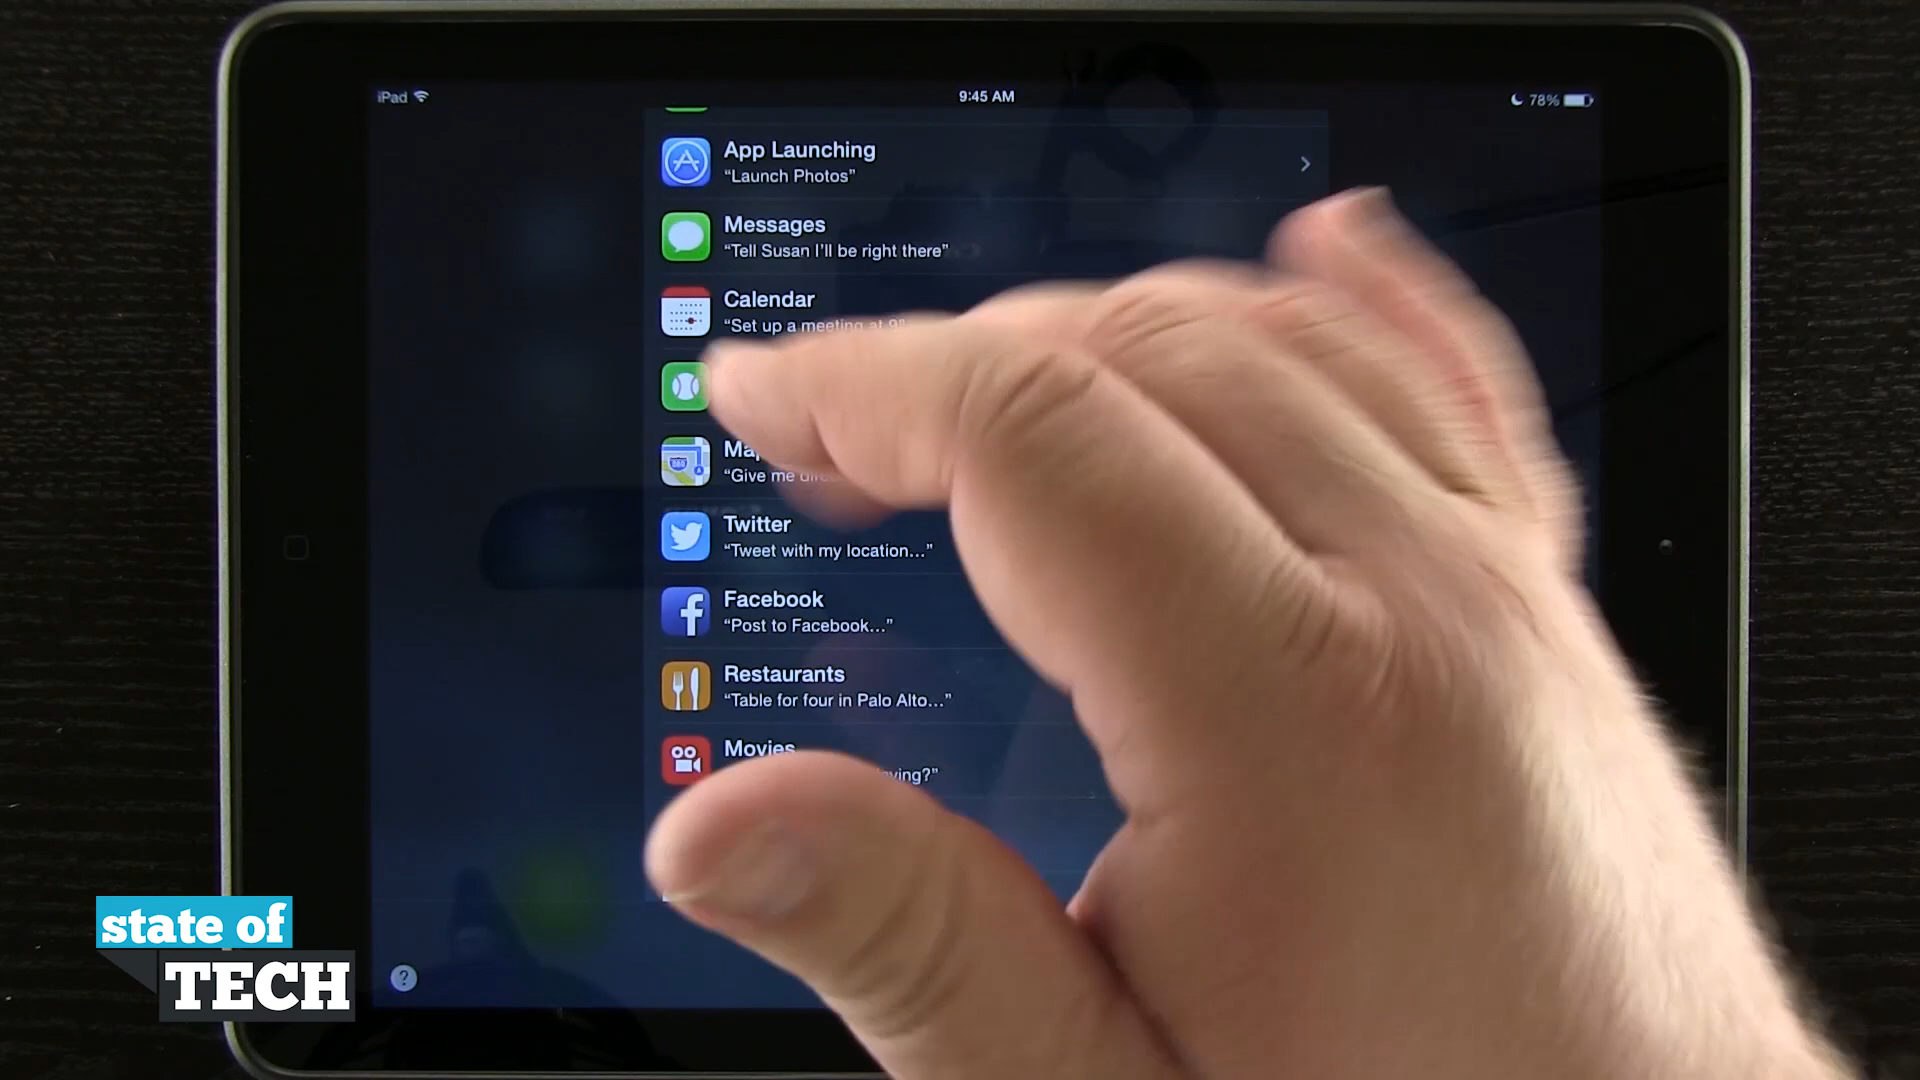 iPad
9:45 AM
78%
App Launching
“Launch Photos”
Messages
“Tell Susan I’ll be right there”
Calendar
“Set up a meeting at 9”
“Give me
Twitter
“Tweet with my location...”
Facebook
“Post to Facebook...”
Restaurants
“Table for four in Palo Alto...”
Movies
?
state of
TECH